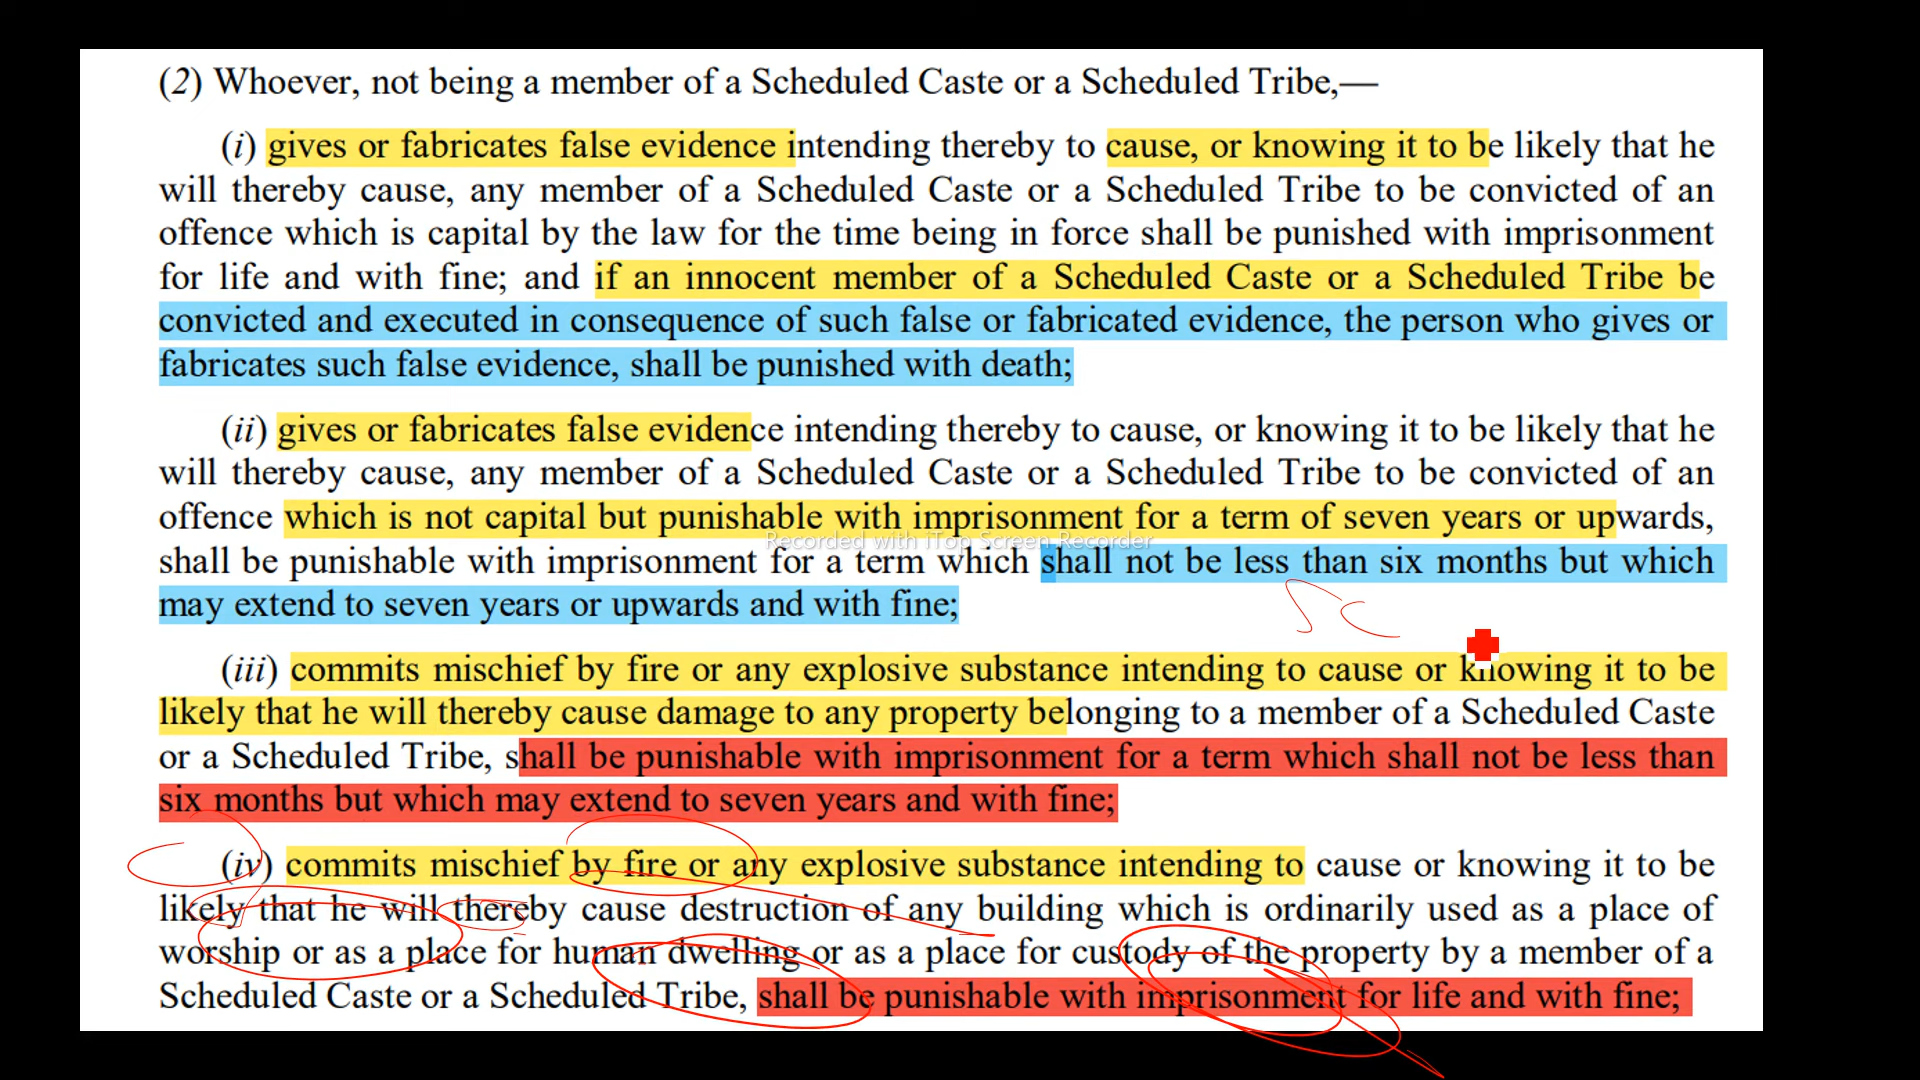 (2) Whoever, not being a member of a Scheduled Caste or a Scheduled Tribe,—
(i) gives or fabricates false evidence intending thereby to cause, or knowing it to be likely that he
will thereby cause, any member of a Scheduled Caste or a Scheduled Tribe to be convicted of an
offence which is capital by the law for the time being in force shall be punished with imprisonment
for life and with fine; and if an innocent member of a Scheduled Caste or a Scheduled Tribe be
convicted and executed in consequence of such false or fabricated evidence, the person who gives or
fabricates such false evidence, shall be punished with death;
(ii) gives or fabricates false evidence intending thereby to cause, or knowing it to be likely that he
will thereby cause, any member of a Scheduled Caste or a Scheduled Tribe to be convicted of an
offence which is not capital but punishable with imprisonment for a term of seven years or upwards,
Recorded with iTop Screen Recorder
shall be punishable with imprisonment for a term which shall not be less than six months but which
may extend to seven years or upwards and with fine;
SC
(iii) commits mischief by fire or any explosive substance intending to cause or knowing it to be
likely that he will thereby cause damage to any property belonging to a member of a Scheduled Caste
or a Scheduled Tribe, shall be punishable with imprisonment for a term which shall not be less than
six months but which may extend to seven years and with fine;
(iv) commits mischief by fire or any explosive substance intending to cause or knowing it to be
likely that he will thereby cause destruction of any building which is ordinarily used as a place of
worship or as a place for human dwelling or as a place for custody of the property by a member of a
Scheduled Caste or a Scheduled Tribe, shall be punishable with imprisonment for life and with fine;